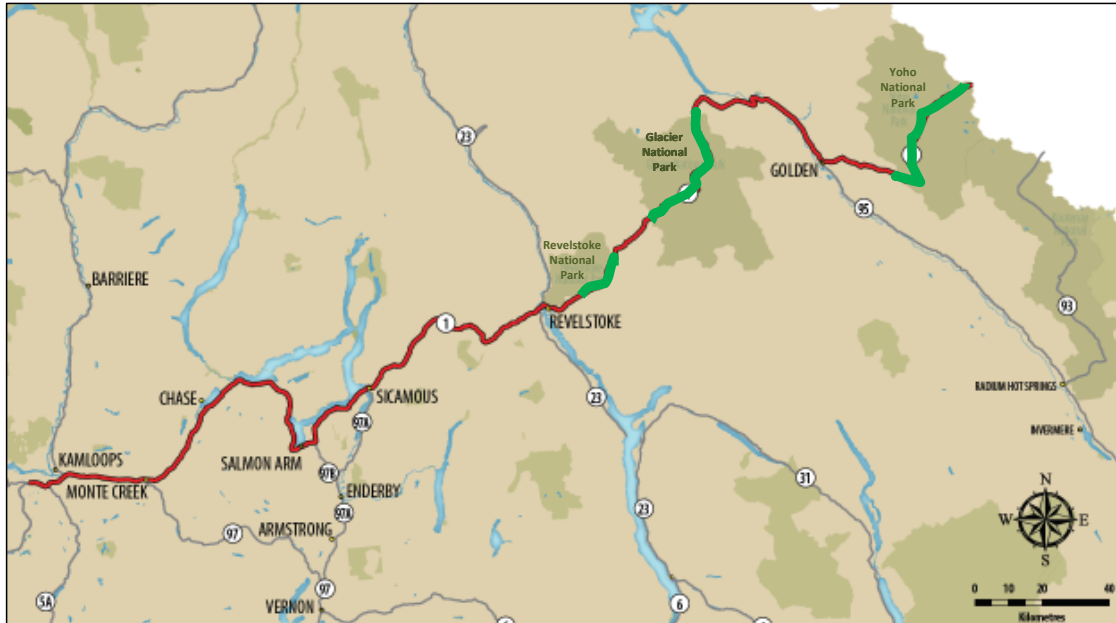 Yoho
National
Park
23
Glacier
National
Park
GOLDEN
95
Revelstoke
National
Park
BARRIERE
93
1
REVELSTOKE
CHASE
SICAMOUS
23
RADIUM HOT SPRINGS
97A
INVERMERE
KAMLOOPS
SALMON ARM
97B
31
MONTE CREEK
ENDERBY
23
97A
97
ARMSTRONG
N
W
E
S
97
5A
VERNON
6
0
10
20
40
Kilometres